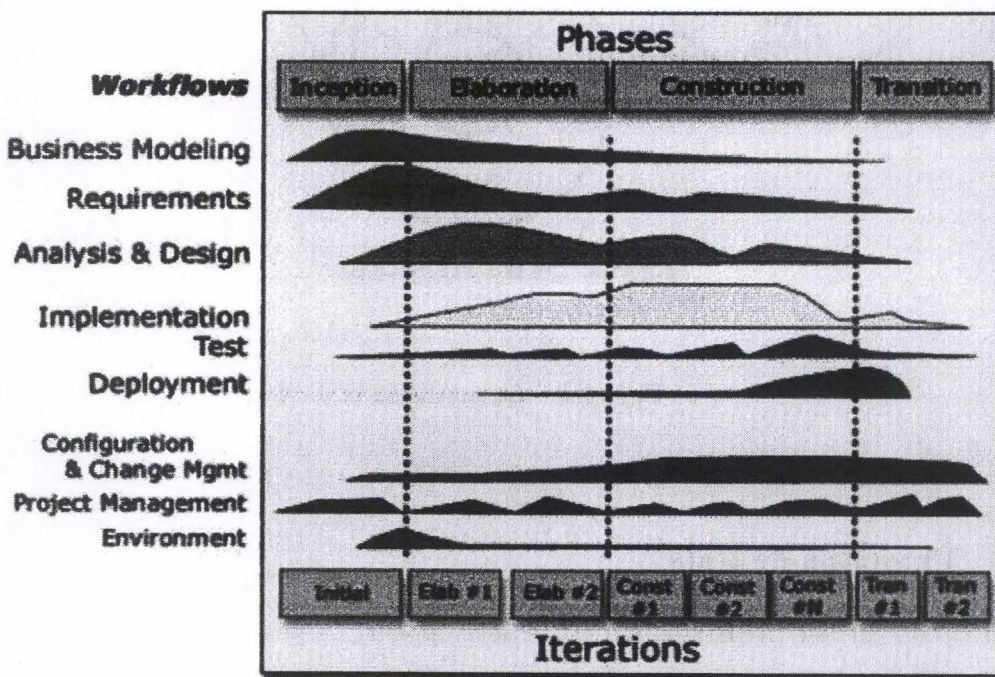 Phases
Workflows
Inception Elaboration Construction Transition
Business Modeling
Requirements
Analysis & Design
Implementation
Test
Deployment
Configuration
& Change Mgmt
Project Management
Environment
Initial Elab #1 Elab #2 Const #1 Const #2 Const #N Tran #1 Tran #2
Iterations